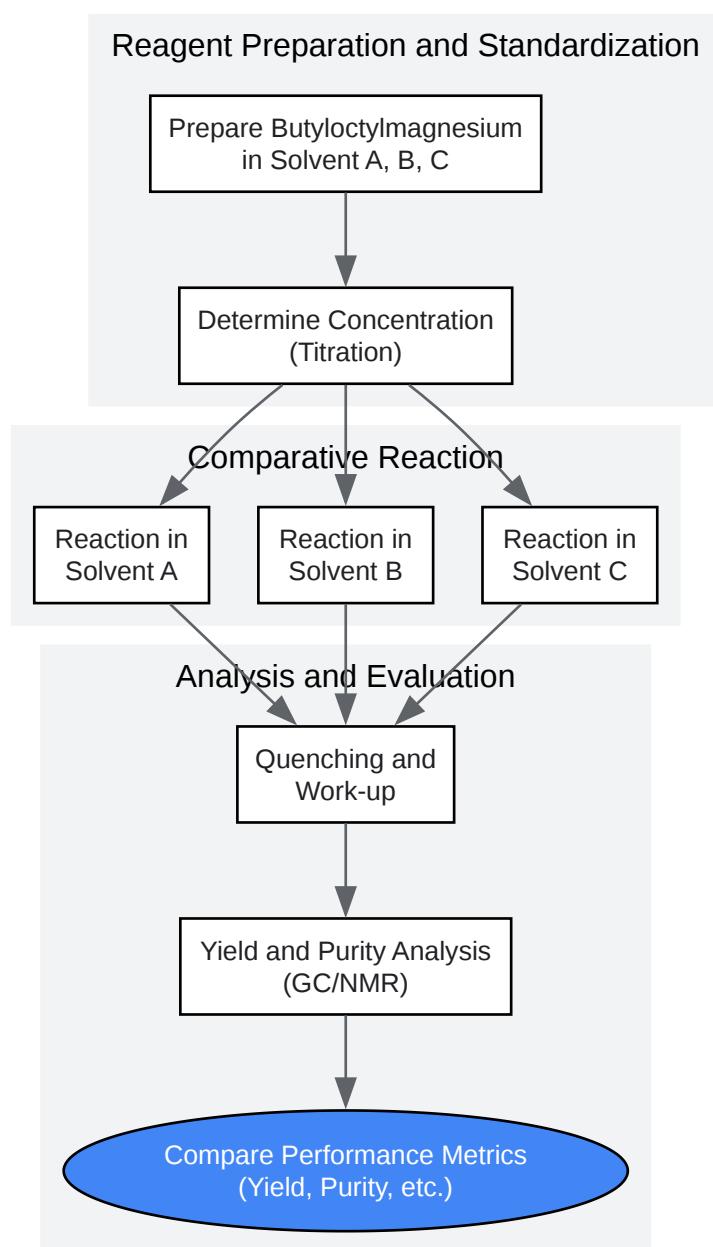 Reagent Preparation and Standardization
Prepare Butyloctylmagnesium
in Solvent A, B, C
Determine Concentration
(Titration)
Comparative Reaction
Reaction in
Solvent A
Reaction in
Solvent B
Reaction in
Solvent C
Analysis and Evaluation
Quenching and
Work-up
Yield and Purity Analysis
(GC/NMR)
Compare Performance Metrics
(Yield, Purity, etc.)